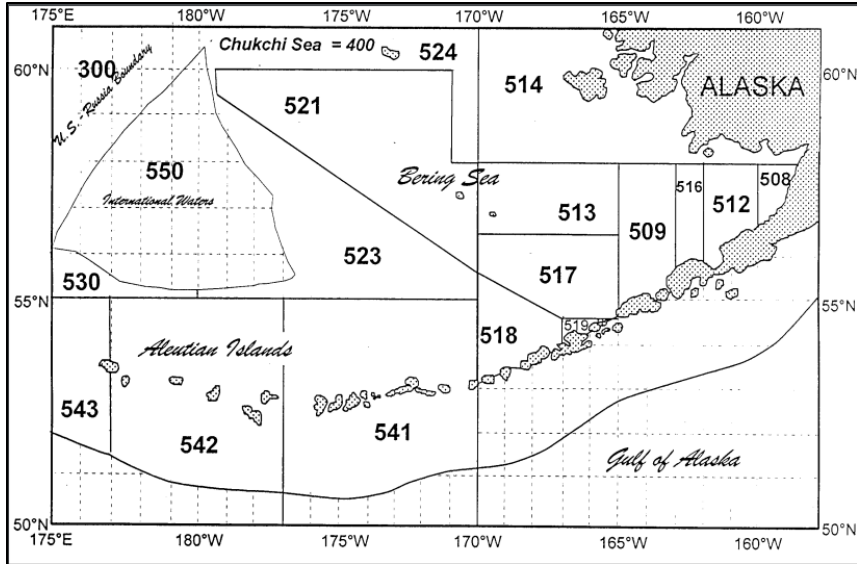 175°E 180°W 175°W 170°W 165°W 160°W
60°N
300
Chukchi Sea = 400
524
60°N
U.S.-Russia Boundary
521
514
ALASKA
550
International Waters
Bering Sea
513
509
516
512
508
523
517
530
55°N
519
55°N
518
Aleutian Islands
543
542
541
Gulf of Alaska
50°N
50°N
175°E 180°W 175°W 170°W 165°W 160°W